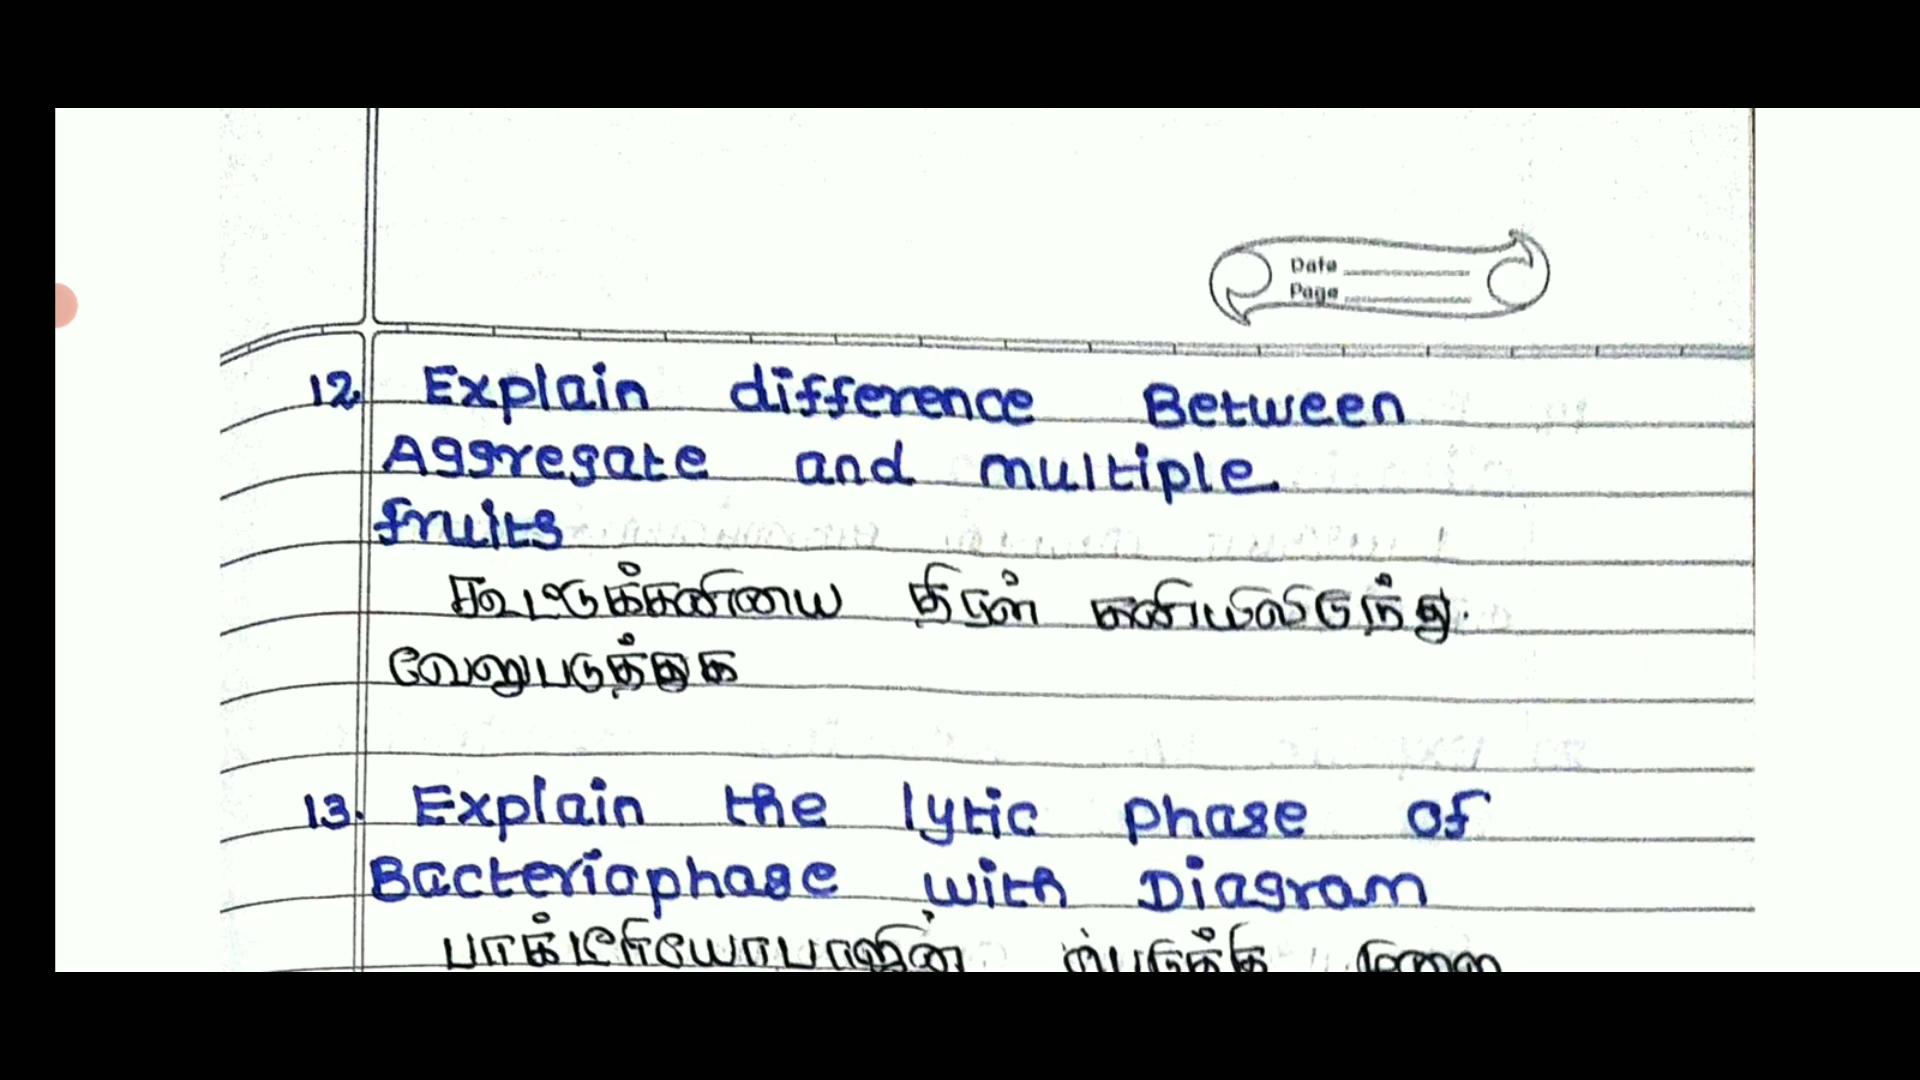 Date
Page
12. Explain difference Between
Aggregate and multiple
fruits
கூட்டுக்கனியை திரள் கனியிலிருந்து.
வேறுபடுத்துக
13. Explain the lytic phase of
Bacteriophage with Diagram
பாக்டீரியோபாஜின்